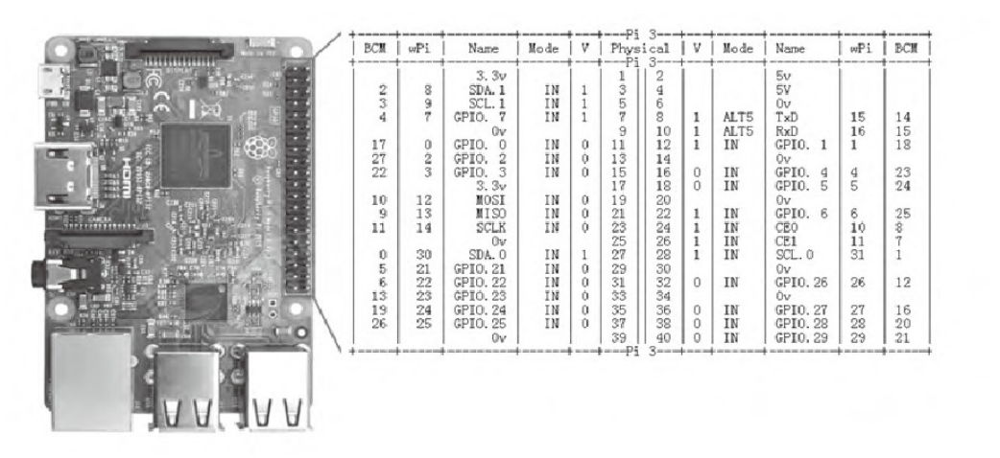 DISPLAY
HDMI
CAMERA
+-----+-----+---------+------+---+---Pi 3---+---+------+---------+-----+-----+
| BCM | wPi | Name | Mode | V | Physical | V | Mode | Name | wPi | BCM |
+-----+-----+---------+------+---+---Pi 3---+---+------+---------+-----+-----+
3.3v | | | 1 | 2 | | | 5v
2 | 8 | SDA.1 | IN | 1 | 3 | 4 | | | 5V
3 | 9 | SCL.1 | IN | 1 | 5 | 6 | | | 0v
4 | 7 | GPIO. 7 | IN | 1 | 7 | 8 | 1 | ALT5 | TxD | 15 | 14
0v | | | 9 | 10 | 1 | ALT5 | RxD | 16 | 15
17 | 0 | GPIO. 0 | IN | 0 | 11 | 12 | 1 | IN | GPIO. 1 | 1 | 18
27 | 2 | GPIO. 2 | IN | 0 | 13 | 14 | | | 0v
22 | 3 | GPIO. 3 | IN | 0 | 15 | 16 | 0 | IN | GPIO. 4 | 4 | 23
3.3v | | | 17 | 18 | 0 | IN | GPIO. 5 | 5 | 24
10 | 12 | MOSI | IN | 0 | 19 | 20 | | | 0v
9 | 13 | MISO | IN | 0 | 21 | 22 | 1 | IN | GPIO. 6 | 6 | 25
11 | 14 | SCLK | IN | 0 | 23 | 24 | 1 | IN | CE0 | 10 | 8
0v | | | 25 | 26 | 1 | IN | CE1 | 11 | 7
0 | 30 | SDA.0 | IN | 1 | 27 | 28 | 1 | IN | SCL.0 | 31 | 1
5 | 21 | GPIO.21 | IN | 0 | 29 | 30 | | | 0v
6 | 22 | GPIO.22 | IN | 0 | 31 | 32 | 0 | IN | GPIO.26 | 26 | 12
13 | 23 | GPIO.23 | IN | 0 | 33 | 34 | | | 0v
19 | 24 | GPIO.24 | IN | 0 | 35 | 36 | 0 | IN | GPIO.27 | 27 | 16
26 | 25 | GPIO.25 | IN | 0 | 37 | 38 | 0 | IN | GPIO.28 | 28 | 20
0v | | | 39 | 40 | 0 | IN | GPIO.29 | 29 | 21
+-----+-----+---------+------+---+---Pi 3---+---+------+---------+-----+-----+